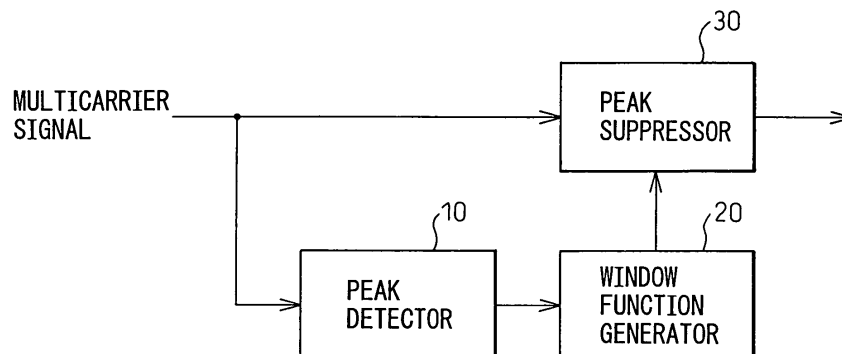 30
MULTICARRIER
SIGNAL
PEAK
SUPPRESSOR
10
20
PEAK
DETECTOR
WINDOW
FUNCTION
GENERATOR